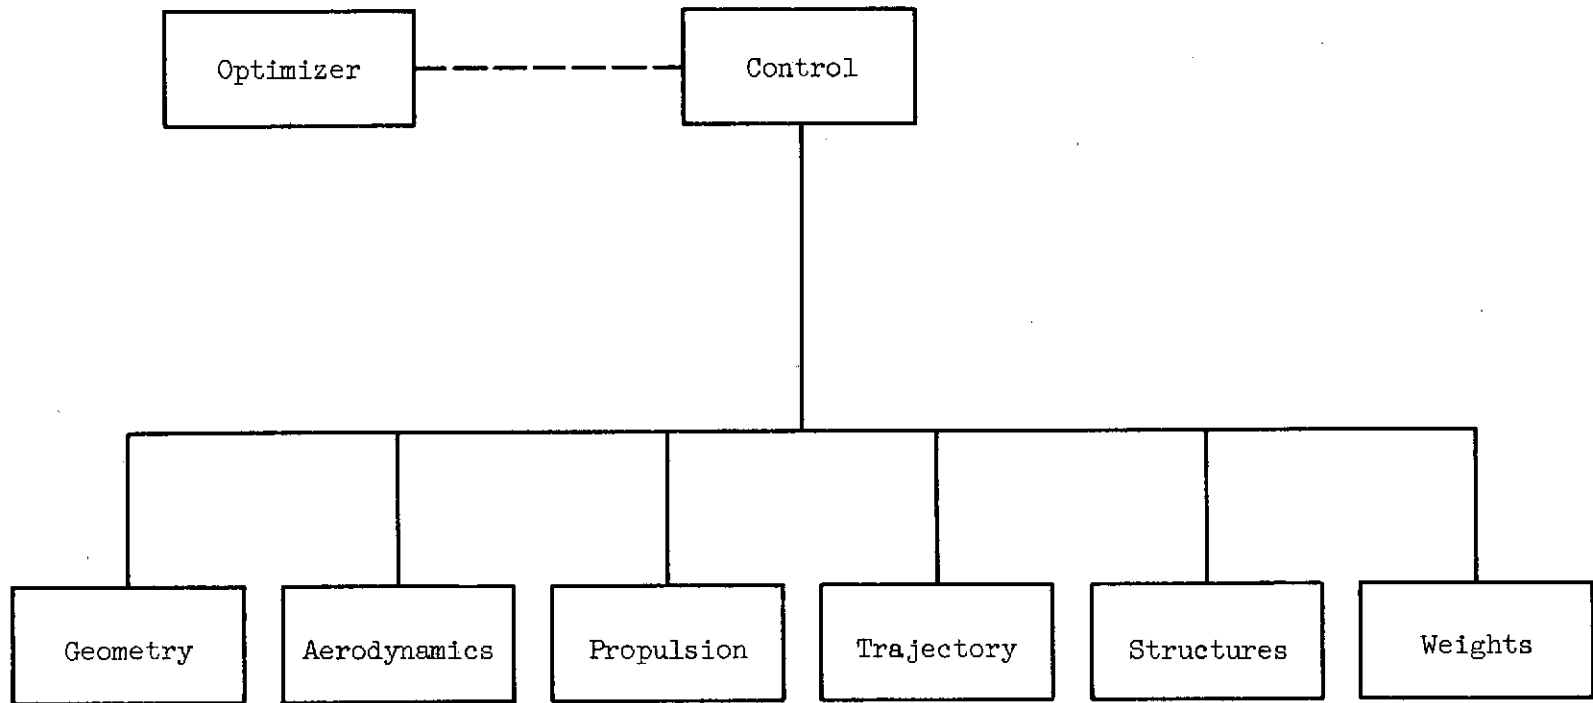 Optimizer
Control
Geometry
Aerodynamics
Propulsion
Trajectory
Structures
Weights